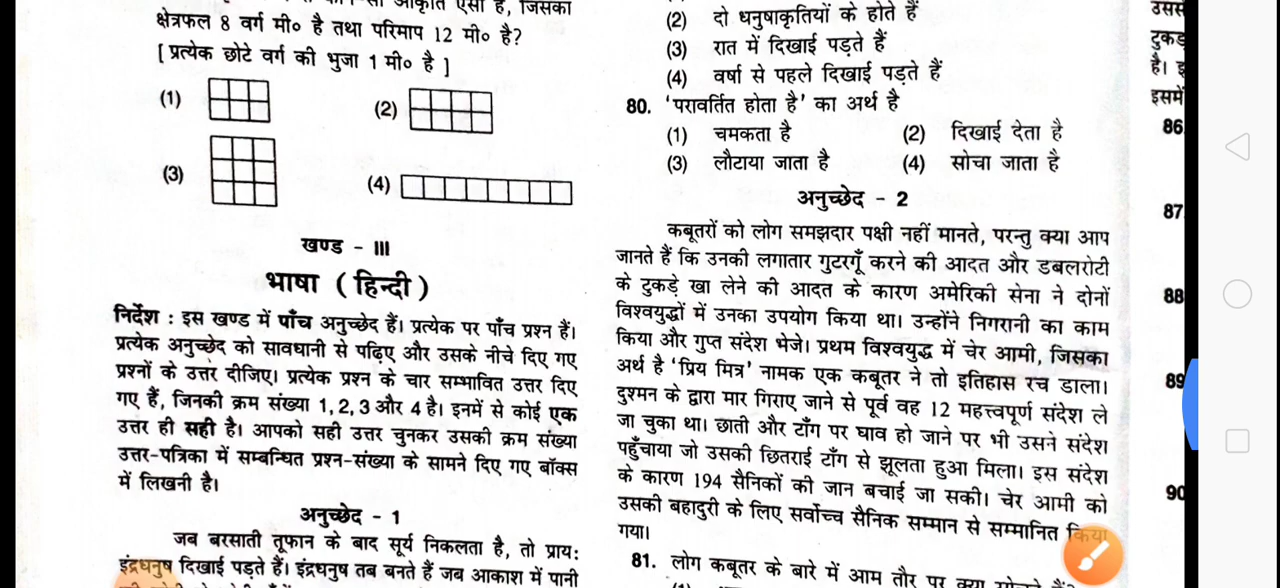 आकृति ऐसी है, जिसका
क्षेत्रफल 8 वर्ग मी० है तथा परिमाप 12 मी० है?
[ प्रत्येक छोटे वर्ग की भुजा 1 मी० है ]
(1)
(2)
(3)
(4)
खण्ड - III
भाषा ( हिन्दी )
निर्देश : इस खण्ड में पाँच अनुच्छेद हैं। प्रत्येक पर पाँच प्रश्न हैं।
प्रत्येक अनुच्छेद को सावधानी से पढ़िए और उसके नीचे दिए गए
प्रश्नों के उत्तर दीजिए। प्रत्येक प्रश्न के चार सम्भावित उत्तर दिए
गए हैं, जिनकी क्रम संख्या 1, 2, 3 और 4 है। इनमें से कोई एक
उत्तर ही सही है। आपको सही उत्तर चुनकर उसकी क्रम संख्या
उत्तर-पत्रिका में सम्बन्धित प्रश्न-संख्या के सामने दिए गए बॉक्स
में लिखनी है।
अनुच्छेद - 1
जब बरसाती तूफान के बाद सूर्य निकलता है, तो प्राय:
इंद्रधनुष दिखाई पड़ते हैं। इंद्रधनुष तब बनते हैं जब आकाश में पानी
(2) दो धनुषाकृतियों के होते हैं
(3) रात में दिखाई पड़ते हैं
(4) वर्षा से पहले दिखाई पड़ते हैं
80. 'परावर्तित होता है' का अर्थ है
(1) चमकता है (2) दिखाई देता है
(3) लौटाया जाता है (4) सोचा जाता है
अनुच्छेद - 2
कबूतरों को लोग समझदार पक्षी नहीं मानते, परन्तु क्या आप
जानते हैं कि उनकी लगातार गुटरगूँ करने की आदत और डबलरोटी
के टुकड़े खा लेने की आदत के कारण अमेरिकी सेना ने दोनों
विश्वयुद्धों में उनका उपयोग किया था। उन्होंने निगरानी का काम
किया और गुप्त संदेश भेजे। प्रथम विश्वयुद्ध में चेर आमी, जिसका
अर्थ है 'प्रिय मित्र' नामक एक कबूतर ने तो इतिहास रच डाला।
दुश्मन के द्वारा मार गिराए जाने से पूर्व वह 12 महत्त्वपूर्ण संदेश ले
जा चुका था। छाती और टाँग पर घाव हो जाने पर भी उसने संदेश
पहुँचाया जो उसकी छितराई टाँग से झूलता हुआ मिला। इस संदेश
के कारण 194 सैनिकों की जान बचाई जा सकी। चेर आमी को
उसकी बहादुरी के लिए सर्वोच्च सैनिक सम्मान से सम्मानित किया
गया।
81. लोग कबूतर के बारे में आम तौर पर क्या
उसस
टुकड़
है। इ
इसमें
86
87
88
89
90